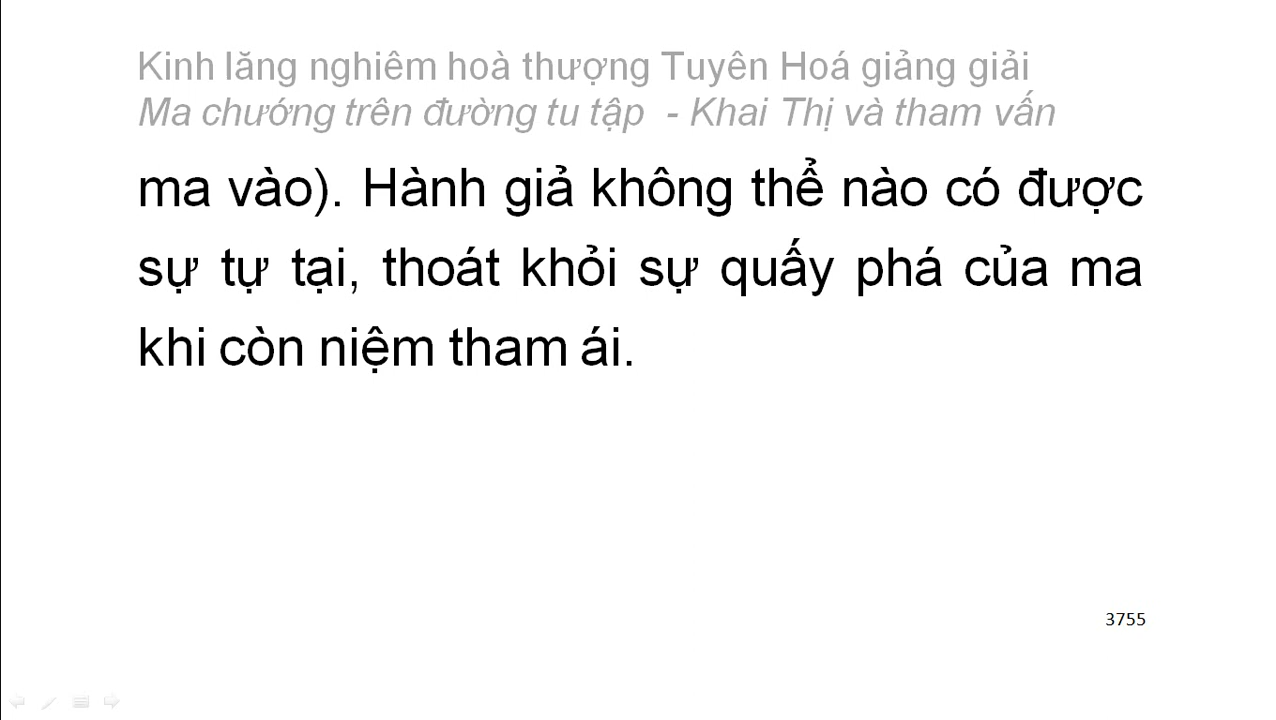 Kinh lăng nghiêm hoà thượng Tuyên Hoá giảng giải
Ma chướng trên đường tu tập - Khai Thị và tham vấn
ma vào). Hành giả không thể nào có được
sự tự tại, thoát khỏi sự quấy phá của ma
khi còn niệm tham ái.
3755